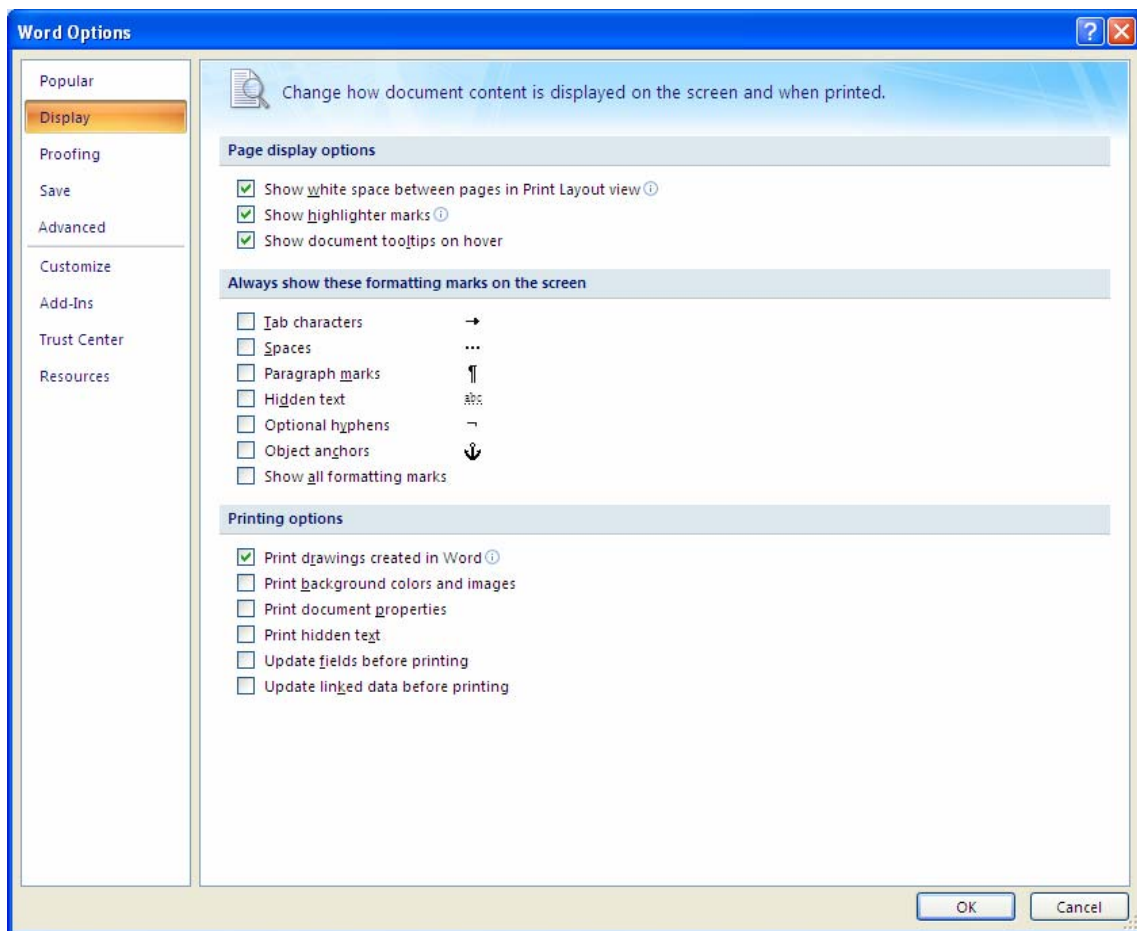 Word Options
Popular
Display
Proofing
Save
Advanced
Customize
Add-Ins
Trust Center
Resources
Change how document content is displayed on the screen and when printed.
Page display options
Show white space between pages in Print Layout view
Show highlighter marks
Show document tooltips on hover
Always show these formatting marks on the screen
Tab characters →
Spaces ...
Paragraph marks ¶
Hidden text abc
Optional hyphens ¬
Object anchors
Show all formatting marks
Printing options
Print drawings created in Word
Print background colors and images
Print document properties
Print hidden text
Update fields before printing
Update linked data before printing
OK Cancel